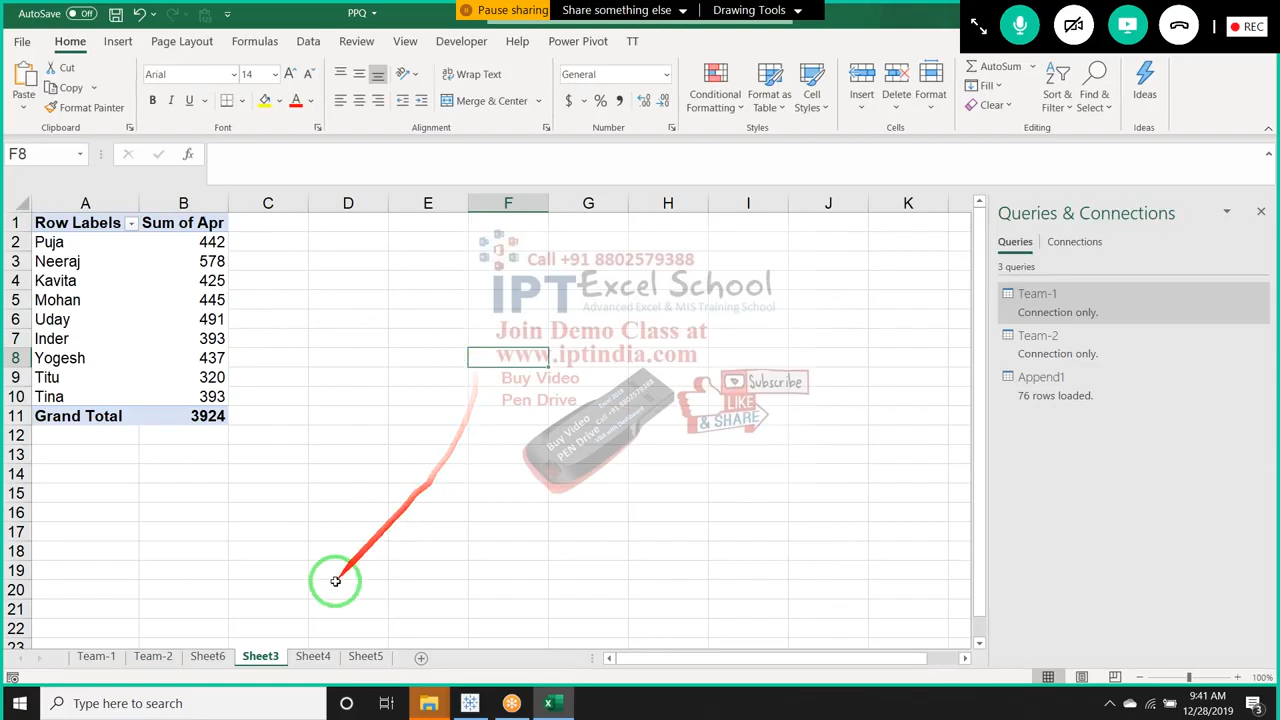 AutoSave Off PPQ
Pause sharing Share something else Drawing Tools
REC
File Home Insert Page Layout Formulas Data Review View Developer Help Power Pivot TT
Paste Cut Copy Format Painter
Arial 14 A A
B I U A
Wrap Text
Merge & Center
General
$ % ,
Conditional Formatting Format as Table Cell Styles
Insert Delete Format
AutoSum Fill Clear
Sort & Filter Find & Select
Ideas
Clipboard Font Alignment Number Styles Cells Editing Ideas
F8 fx
A B C D E F G H I J K
1 Row Labels Sum of Apr
2 Puja 442
3 Neeraj 578
4 Kavita 425
5 Mohan 445
6 Uday 491
7 Inder 393
8 Yogesh 437
9 Titu 320
10 Tina 393
11 Grand Total 3924
12
13
14
15
16
17
18
19
20
21
22
23
Call +91 8802579388
IPT Excel School
Advanced Excel & MIS Training School
Join Demo Class at
www.iptindia.com
Buy Video
Pen Drive
Buy Video
PEN Drive
Subscribe
LIKE
& SHARE
Queries & Connections
Queries Connections
3 queries
Team-1
Connection only.
Team-2
Connection only.
Append1
76 rows loaded.
Team-1 Team-2 Sheet6 Sheet3 Sheet4 Sheet5
100%
Type here to search
9:41 AM
12/28/2019
3